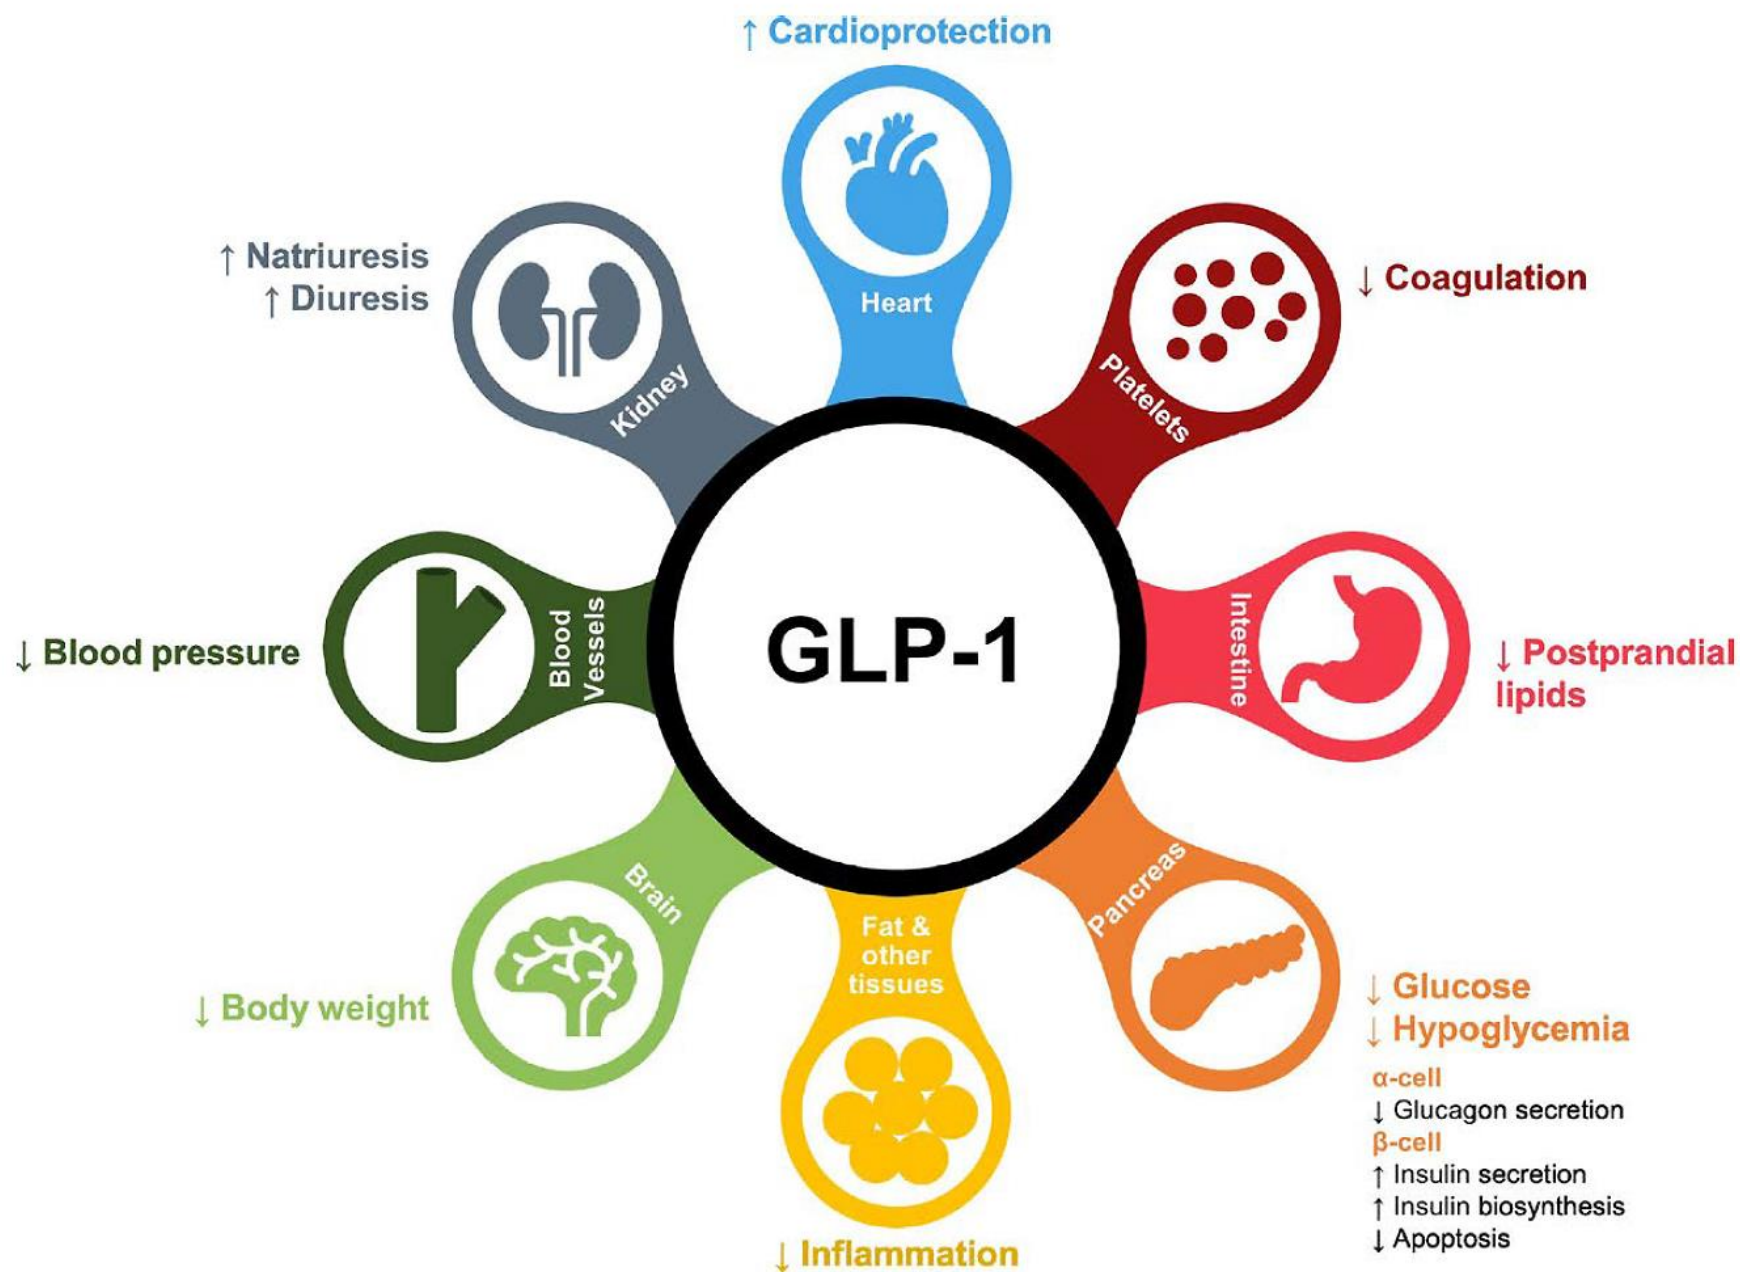 ↑ Cardioprotection
Heart
↑ Natriuresis
↑ Diuresis
Kidney
↓ Coagulation
Platelets
↓ Blood pressure
Blood
Vessels
GLP-1
Intestine
↓ Postprandial
lipids
↓ Body weight
Brain
Fat &
other
tissues
↓ Inflammation
Pancreas
↓ Glucose
↓ Hypoglycemia
α-cell
↓ Glucagon secretion
β-cell
↑ Insulin secretion
↑ Insulin biosynthesis
↓ Apoptosis